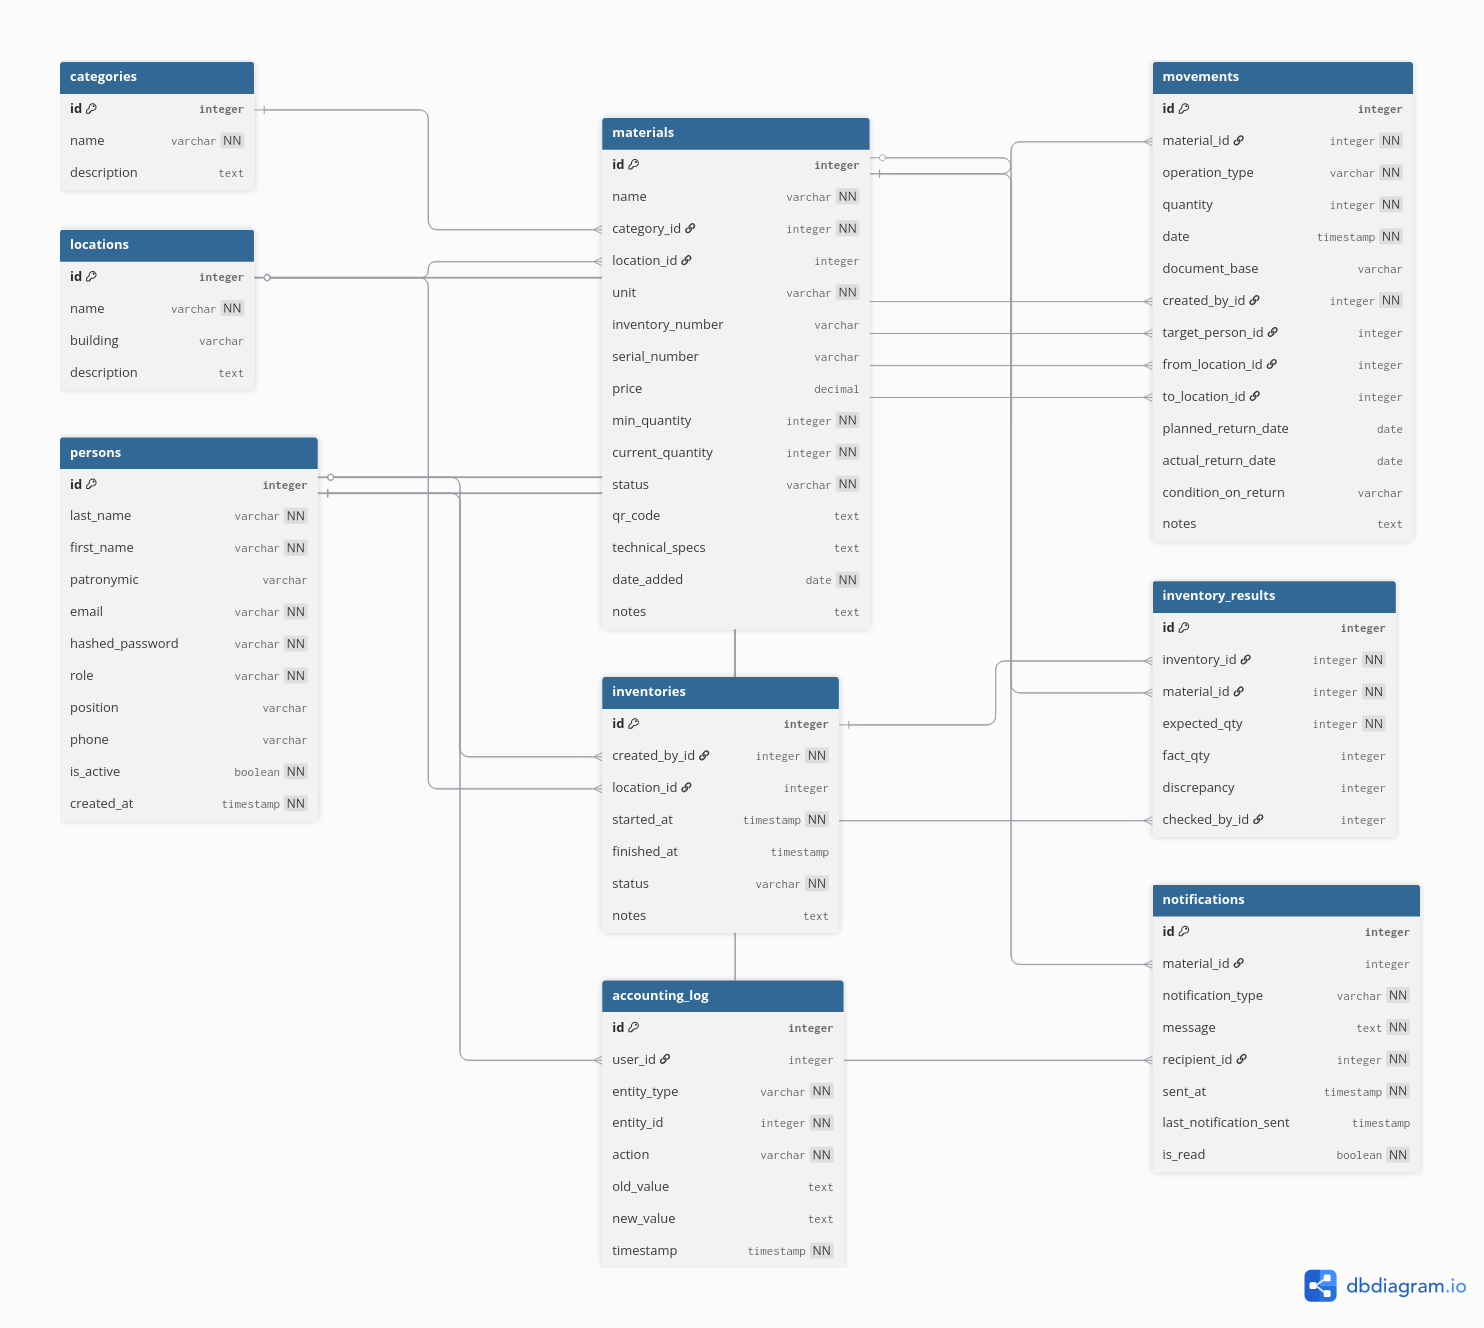 categories
id integer
name varchar NN
description text
locations
id integer
name varchar NN
building varchar
description text
persons
id integer
last_name varchar NN
first_name varchar NN
patronymic varchar
email varchar NN
hashed_password varchar NN
role varchar NN
position varchar
phone varchar
is_active boolean NN
created_at timestamp NN
materials
id integer
name varchar NN
category_id integer NN
location_id integer
unit varchar NN
inventory_number varchar
serial_number varchar
price decimal
min_quantity integer NN
current_quantity integer NN
status varchar NN
qr_code text
technical_specs text
date_added date NN
notes text
inventories
id integer
created_by_id integer NN
location_id integer
started_at timestamp NN
finished_at timestamp
status varchar NN
notes text
accounting_log
id integer
user_id integer
entity_type varchar NN
entity_id integer NN
action varchar NN
old_value text
new_value text
timestamp timestamp NN
movements
id integer
material_id integer NN
operation_type varchar NN
quantity integer NN
date timestamp NN
document_base varchar
created_by_id integer NN
target_person_id integer
from_location_id integer
to_location_id integer
planned_return_date date
actual_return_date date
condition_on_return varchar
notes text
inventory_results
id integer
inventory_id integer NN
material_id integer NN
expected_qty integer NN
fact_qty integer
discrepancy integer
checked_by_id integer
notifications
id integer
material_id integer
notification_type varchar NN
message text NN
recipient_id integer NN
sent_at timestamp NN
last_notification_sent timestamp
is_read boolean NN
dbdiagram.io